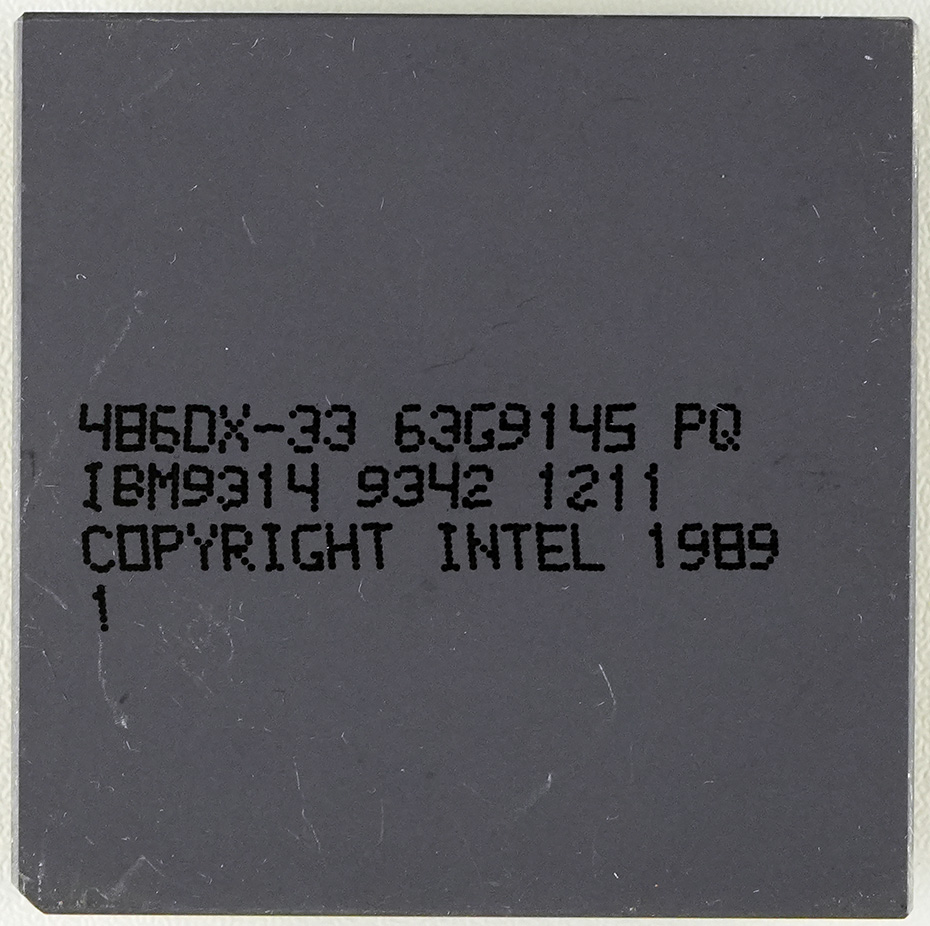 486DX-33 63G9145 PQ
IBM9314 9342 1211
COPYRIGHT INTEL 1989
1